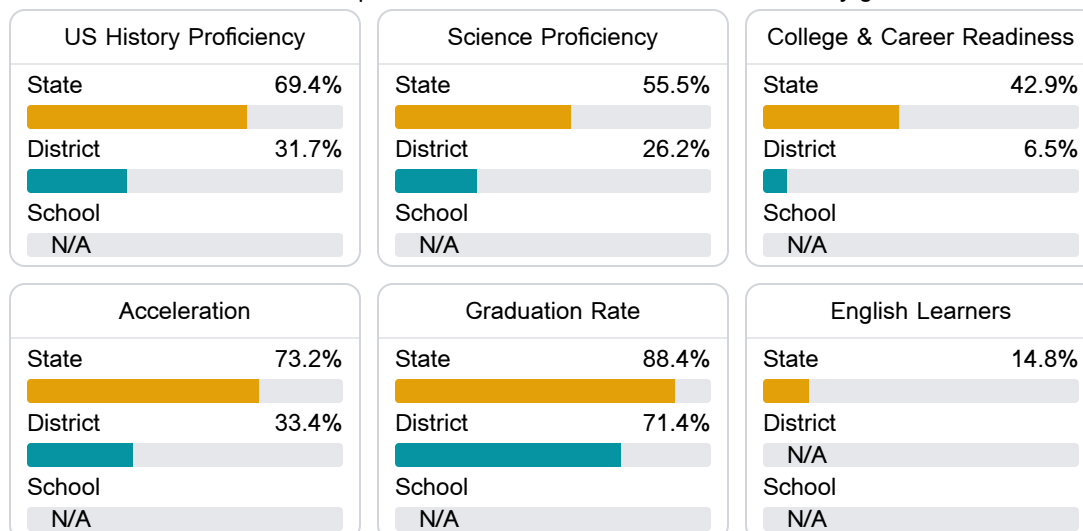 US History Proficiency
State 69.4%
District 31.7%
School
N/A
Science Proficiency
State 55.5%
District 26.2%
School
N/A
College & Career Readiness
State 42.9%
District 6.5%
School
N/A
Acceleration
State 73.2%
District 33.4%
School
N/A
Graduation Rate
State 88.4%
District 71.4%
School
N/A
English Learners
State 14.8%
District
N/A
School
N/A